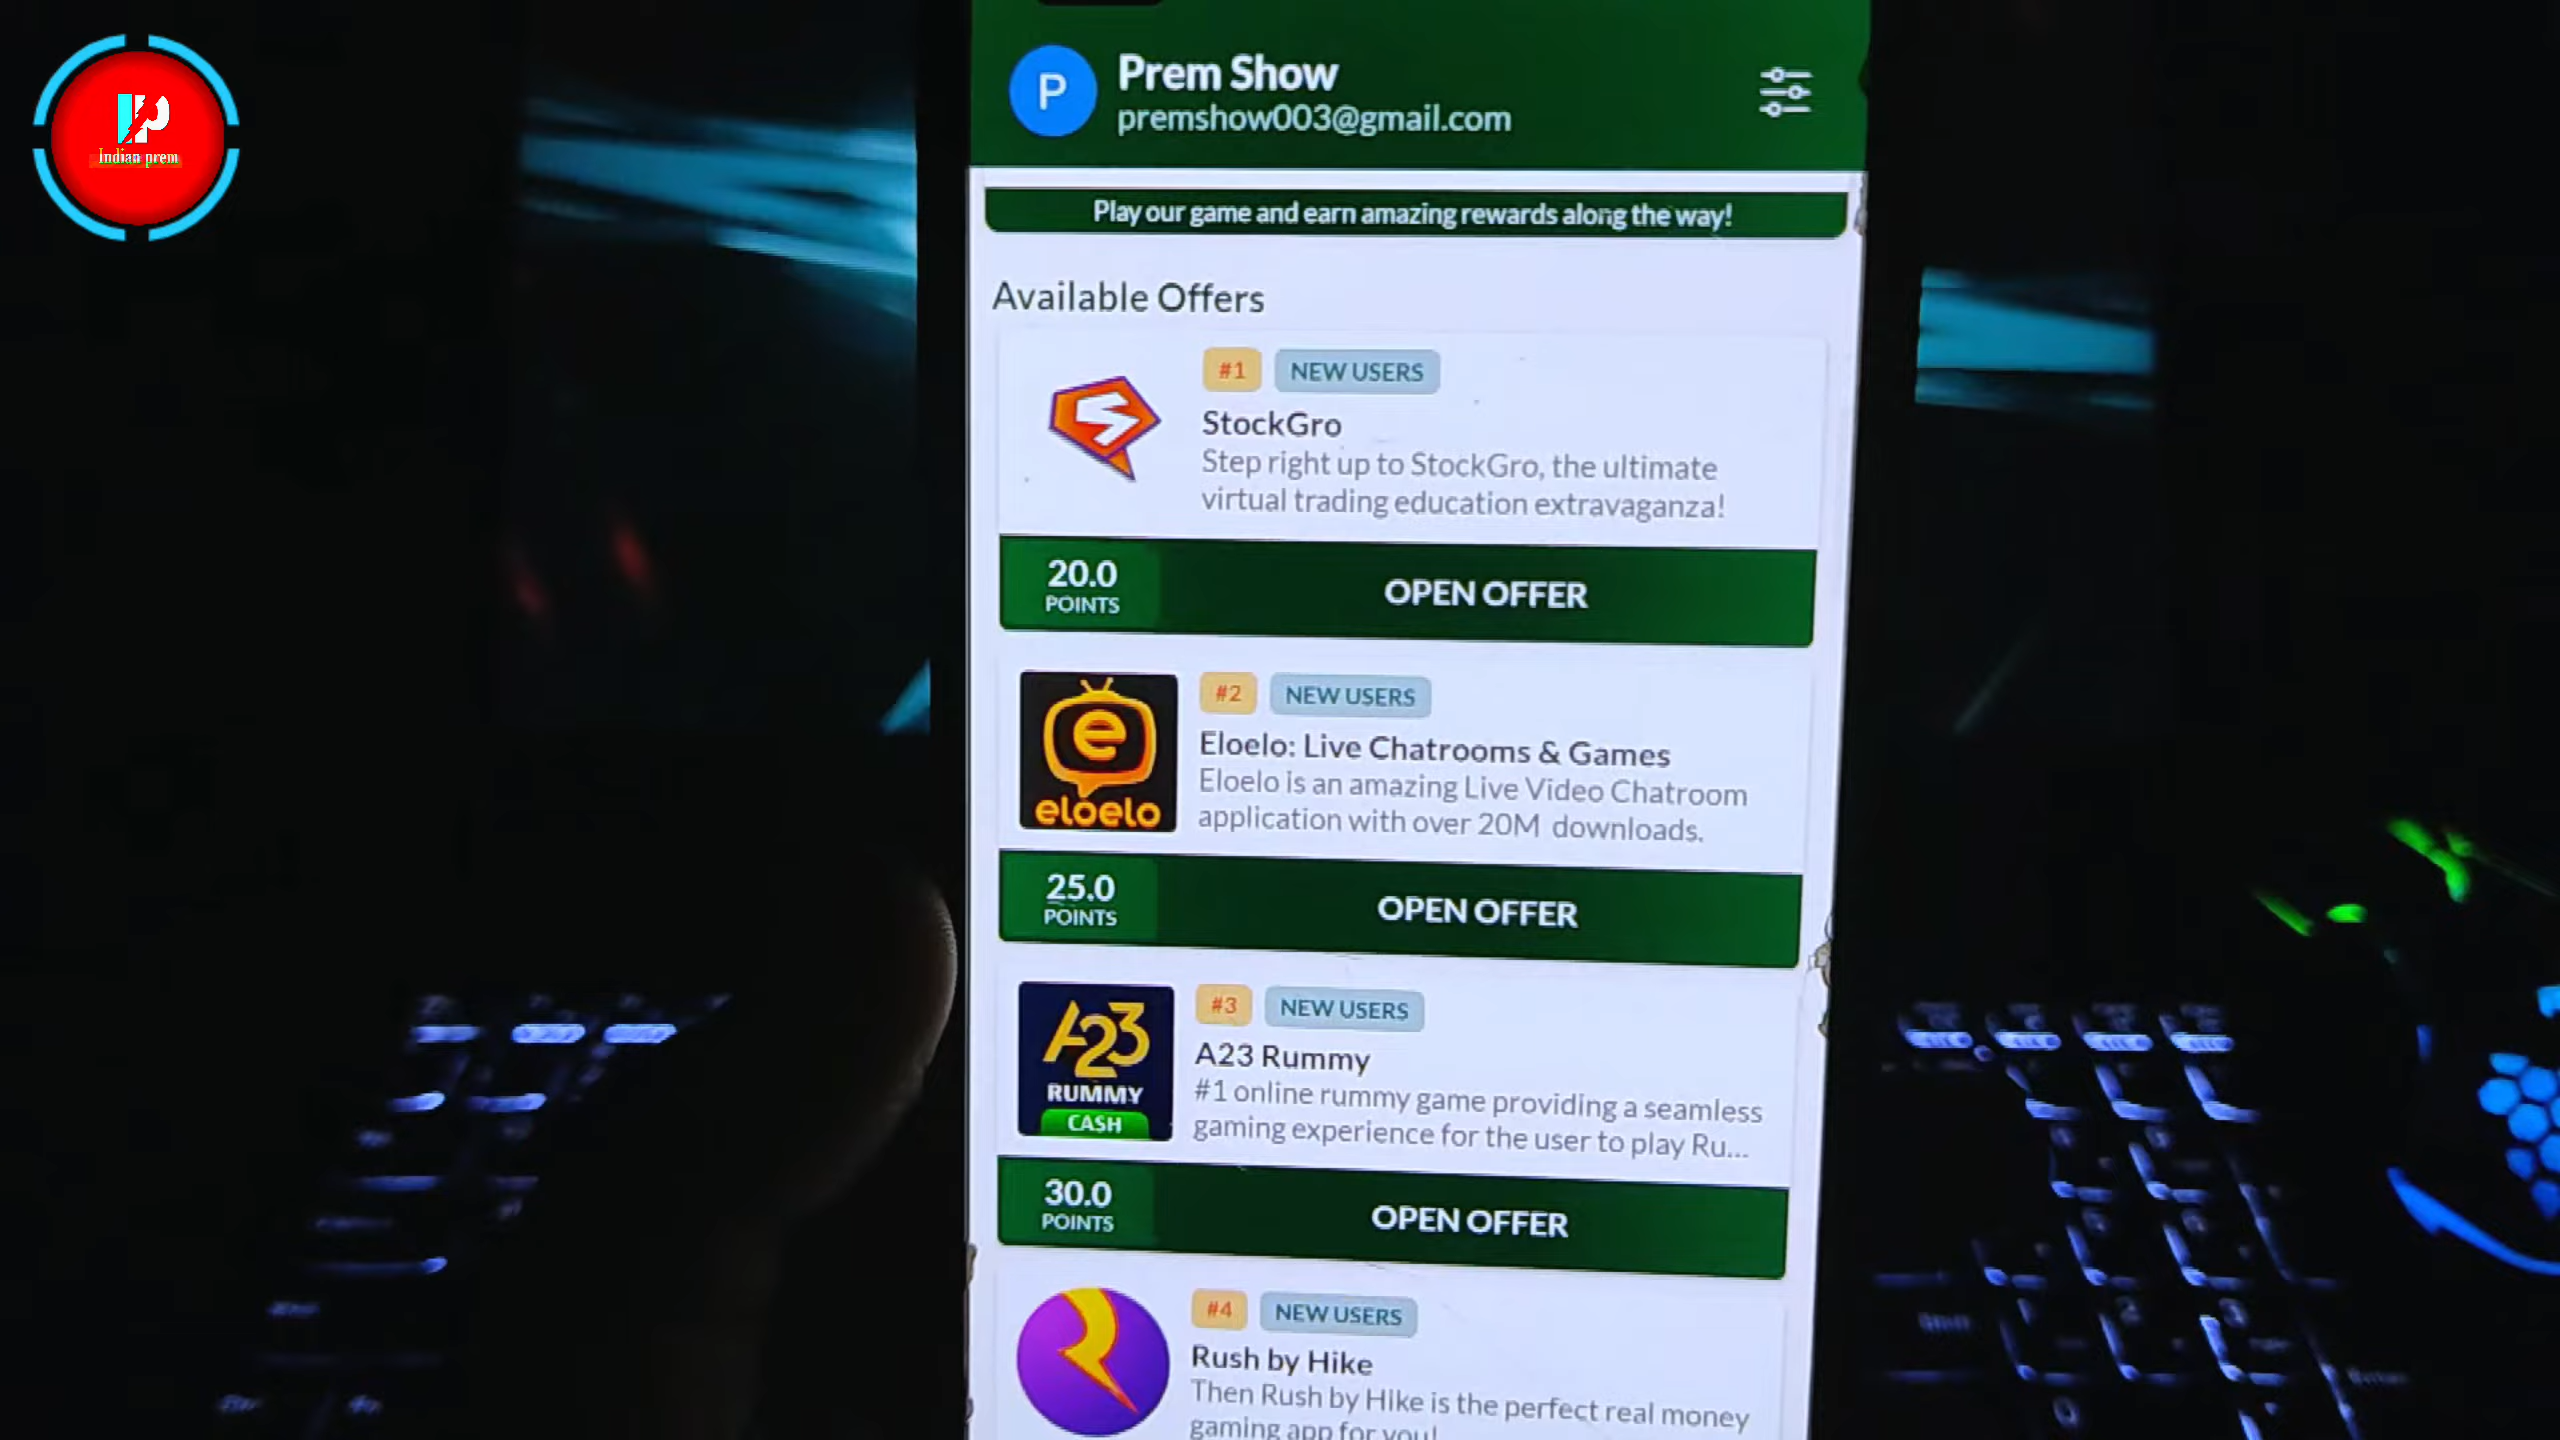 P
Indian prem
P
Prem Show
premshow003@gmail.com
Play our game and earn amazing rewards along the way!
Available Offers
#1 NEW USERS
StockGro
Step right up to StockGro, the ultimate
virtual trading education extravaganza!
20.0
POINTS
OPEN OFFER
e
eloelo
#2 NEW USERS
Eloelo: Live Chatrooms & Games
Eloelo is an amazing Live Video Chatroom
application with over 20M downloads.
25.0
POINTS
OPEN OFFER
A23
RUMMY
CASH
#3 NEW USERS
A23 Rummy
#1 online rummy game providing a seamless
gaming experience for the user to play Ru...
30.0
POINTS
OPEN OFFER
#4 NEW USERS
Rush by Hike
Then Rush by Hike is the perfect real money
gaming app for you!